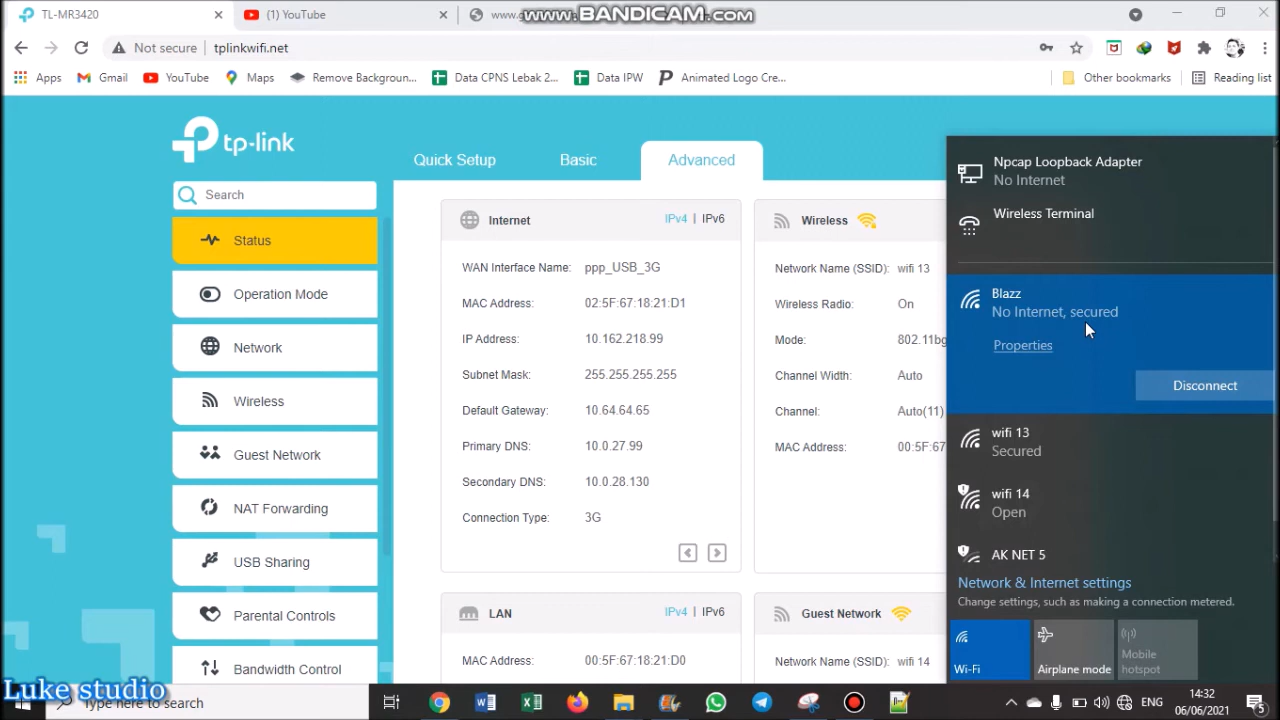 TL-MR3420
(1) YouTube
www.
www.BANDICAM.com
Not secure
tplinkwifi.net
Apps
Gmail
YouTube
Maps
Remove Backgroun...
Data CPNS Lebak 2...
Data IPW
Animated Logo Cre...
Other bookmarks
Reading list
tp-link
Quick Setup
Basic
Advanced
Search
Status
Operation Mode
Network
Wireless
Guest Network
NAT Forwarding
USB Sharing
Parental Controls
Bandwidth Control
Internet
IPv4 | IPv6
WAN Interface Name: ppp_USB_3G
MAC Address: 02:5F:67:18:21:D1
IP Address: 10.162.218.99
Subnet Mask: 255.255.255.255
Default Gateway: 10.64.64.65
Primary DNS: 10.0.27.99
Secondary DNS: 10.0.28.130
Connection Type: 3G
LAN
IPv4 | IPv6
MAC Address: 00:5F:67:18:21:D0
Wireless
Network Name (SSID): wifi 13
Wireless Radio: On
Mode: 802.11bg
Channel Width: Auto
Channel: Auto(11)
MAC Address: 00:5F:67
Guest Network
Network Name (SSID): wifi 14
Npcap Loopback Adapter
No Internet
Wireless Terminal
Blazz
No Internet, secured
Properties
Disconnect
wifi 13
Secured
wifi 14
Open
AK NET 5
Network & Internet settings
Change settings, such as making a connection metered.
Wi-Fi
Airplane mode
Mobile
hotspot
Luke studio
Type here to search
ENG
14:32
06/06/2021
5